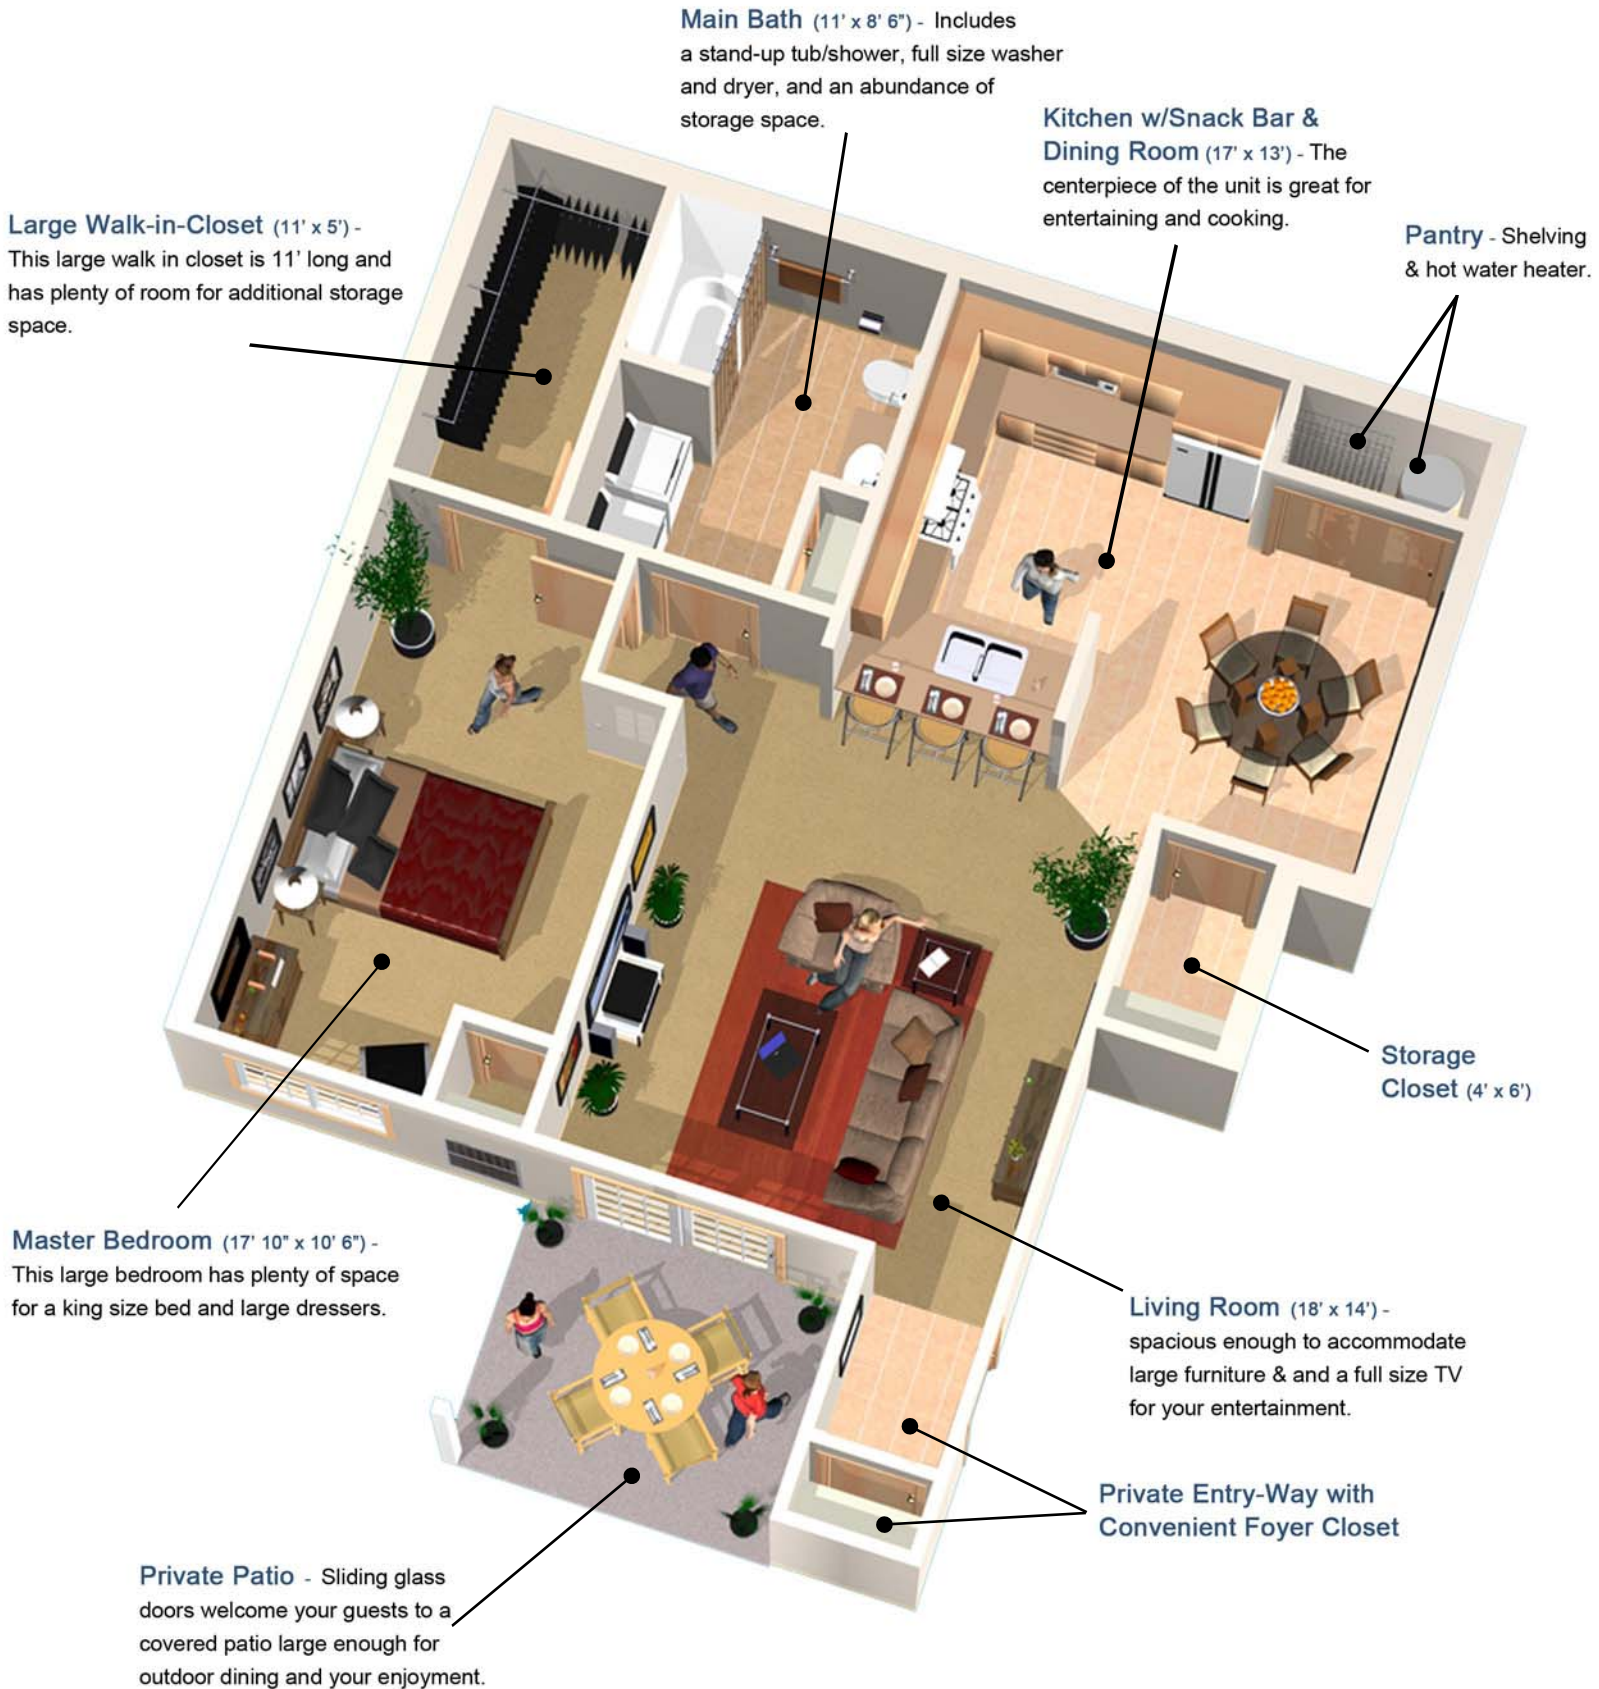 Main Bath (11' x 8' 6") - Includes
a stand-up tub/shower, full size washer
and dryer, and an abundance of
storage space.
Kitchen w/Snack Bar &
Dining Room (17' x 13') - The
centerpiece of the unit is great for
entertaining and cooking.
Large Walk-in-Closet (11' x 5') -
This large walk in closet is 11' long and
has plenty of room for additional storage
space.
Pantry - Shelving
& hot water heater.
Storage
Closet (4' x 6')
Master Bedroom (17' 10" x 10' 6") -
This large bedroom has plenty of space
for a king size bed and large dressers.
Living Room (18' x 14') -
spacious enough to accommodate
large furniture & and a full size TV
for your entertainment.
Private Entry-Way with
Convenient Foyer Closet
Private Patio - Sliding glass
doors welcome your guests to a
covered patio large enough for
outdoor dining and your enjoyment.